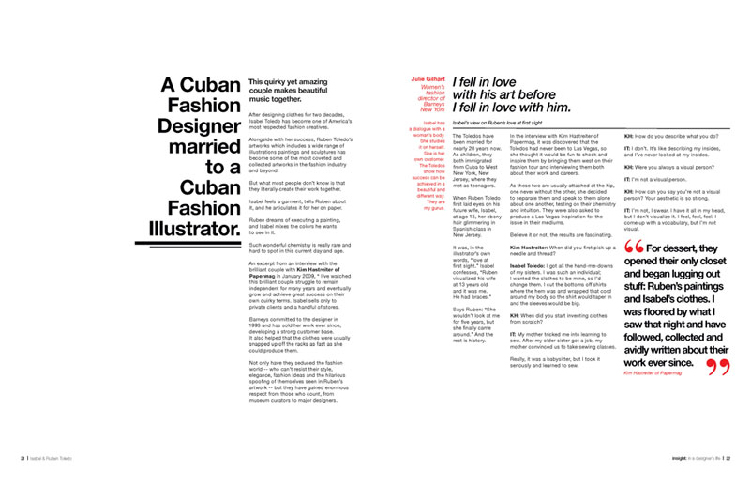 A Cuban
Fashion
Designer
married
to a
Cuban
Fashion
Illustrator.
This quirky yet amazing
couple makes beautiful
music together.
After designing clothes for two decades,
Isabel Toledo has become one of America's
most respected fashion creatives.
Alongside with her success, Ruben Toledo's
artworks which includes a wide range of
illustrations paintings and sculptures has
become some of the most coveted and
collected artworks in the fashion industry
and beyond.
But what most people don't know is that
they literally create their work together.
Isabel feels a garment, tells Ruben about
it, and he articulates it for her on paper.
Ruben dreams of executing a painting,
and Isabel mixes the colors he wants
to see in it.
Such wonderful chemistry is really rare and
hard to spot in this current day and age.
An excerpt from an interview with the
brilliant couple with Kim Hastreiter of
Papermag in January 2009, " I've watched
this brilliant couple struggle to remain
independent for many years and eventually
grow and achieve great success on their
own quirky terms. Isabel sells only to
private clients and a handful of stores.
Barneys committed to the designer in
1999 and has sold her work ever since,
developing a strong customer base.
It also helped that the clothes were usually
snapped up off the racks as fast as she
could produce them.
Not only have they seduced the fashion
world-- who can't resist their style,
elegance, fashion ideas and the hilarious
spoofing of themselves seen in Ruben's
artwork -- but they have gained enormous
respect from those who count, from
museum curators to major designers.
3 | Isabel & Ruben Toledo
Julie Gilhart
Women's
fashion
director of
Barneys
New York
Isabel has
a dialogue with a
woman's body.
She studies
it on herself.
She is the
own customer.
The Toledos
show how
success can be
achieved in a
beautiful and
different way.
They are
my gurus.
I fell in love
with his art before
I fell in love with him.
Isabel's view on Ruben's love at first sight
The Toledos have
been married for
nearly 21 years now.
As children, they
both immigrated
from Cuba to West
New York, New
Jersey, where they
met as teenagers.
When Ruben Toledo
first laid eyes on his
future wife, Isabel,
at age 13, her ebony
hair glimmering in
Spanish class in
New Jersey.
It was, in the
illustrator's own
words, "love at
first sight." Isabel
confesses, "Ruben
visualized his wife
at 13 years old
and it was me.
He had braces."
Says Ruben: "She
wouldn't look at me
for five years, but
she finally came
around." And the
rest is history.
In the interview with Kim Hastreiter of
Papermag, it was discovered that the
Toledos had never been to Las Vegas, so
she thought it would be fun to shock and
inspire them by bringing them west on their
fashion tour and interviewing them both
about their work and careers.
As these two are usually attached at the hip,
one never without the other, she decided
to separate them and speak to them alone
about one another, testing on their chemistry
and intuition. They were also asked to
produce a Las Vegas inspiration for the
issue in their mediums.
Believe it or not, the results are fascinating.
Kim Hastreiter: When did you first pick up a
needle and thread?
Isabel Toledo: I got all the hand-me-downs
of my sisters. I was such an individual;
I wanted the clothes to be mine, so I'd
change them. I cut the bottoms off shirts
where the hem was and wrapped that cool
around my body so the shirt would taper in
and the sleeves would be big.
KH: When did you start inventing clothes
from scratch?
IT: My mother tricked me into learning to
sew. After my older sister got a job, my
mother convinced us to take sewing classes.
Really, it was a babysitter, but I took it
seriously and learned to sew.
KH: How do you describe what you do?
IT: I don't. It's like describing my insides,
and I've never looked at my insides.
KH: Were you always a visual person?
IT: I'm not a visual person.
KH: How can you say you're not a visual
person? Your aesthetic is so strong.
IT: I'm not, I swear. I have it all in my head,
but I don't visualize it. I feel, feel, feel. I
come up with a vocabulary, but I'm not
visual.
“ For dessert, they
opened their only closet
and began lugging out
stuff: Ruben's paintings
and Isabel's clothes. I
was floored by what I
saw that night and have
followed, collected and
avidly written about their
work ever since. ”
Kim Hastreiter of Papermag
Insight: In a designer's life | 2